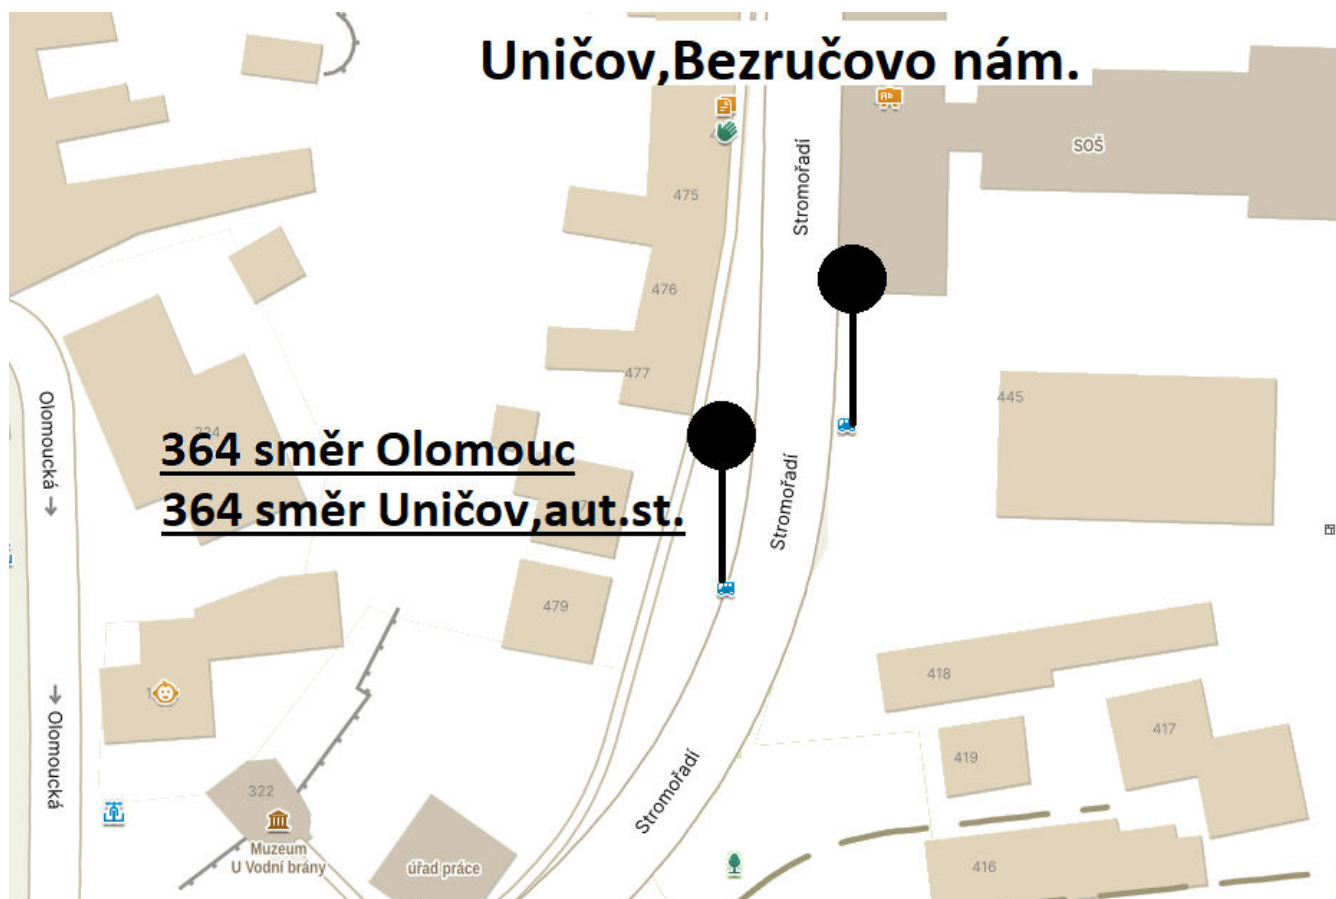 Uničov,Bezručovo nám.
Ab
SOŠ
Stromořadí
475
476
477
445
Olomoucká
364 směr Olomouc
364 směr Uničov,aut.st.
Stromořadí
479
418
417
419
Olomoucká
Stromořadí
322
Muzeum
U Vodní brány
úřad práce
416